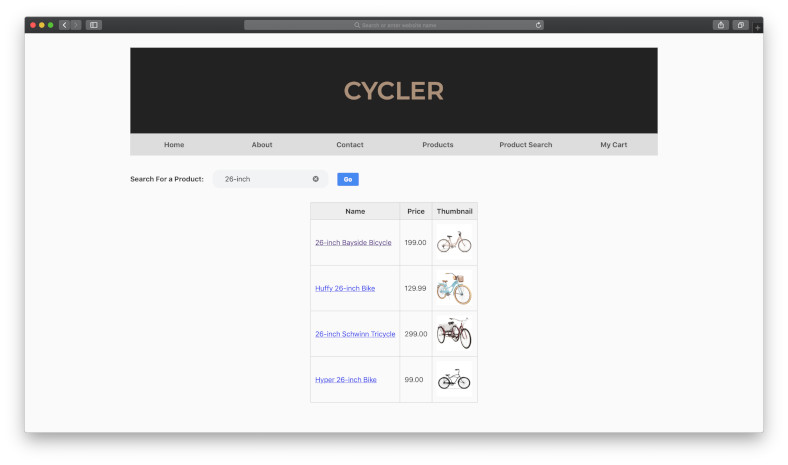 Search or enter website name
CYCLER
Home About Contact Products Product Search My Cart
Search For a Product: 26-inch Go
Name Price Thumbnail
26-inch Bayside Bicycle 199.00
Huffy 26-inch Bike 129.99
26-inch Schwinn Tricycle 299.00
Hyper 26-inch Bike 99.00